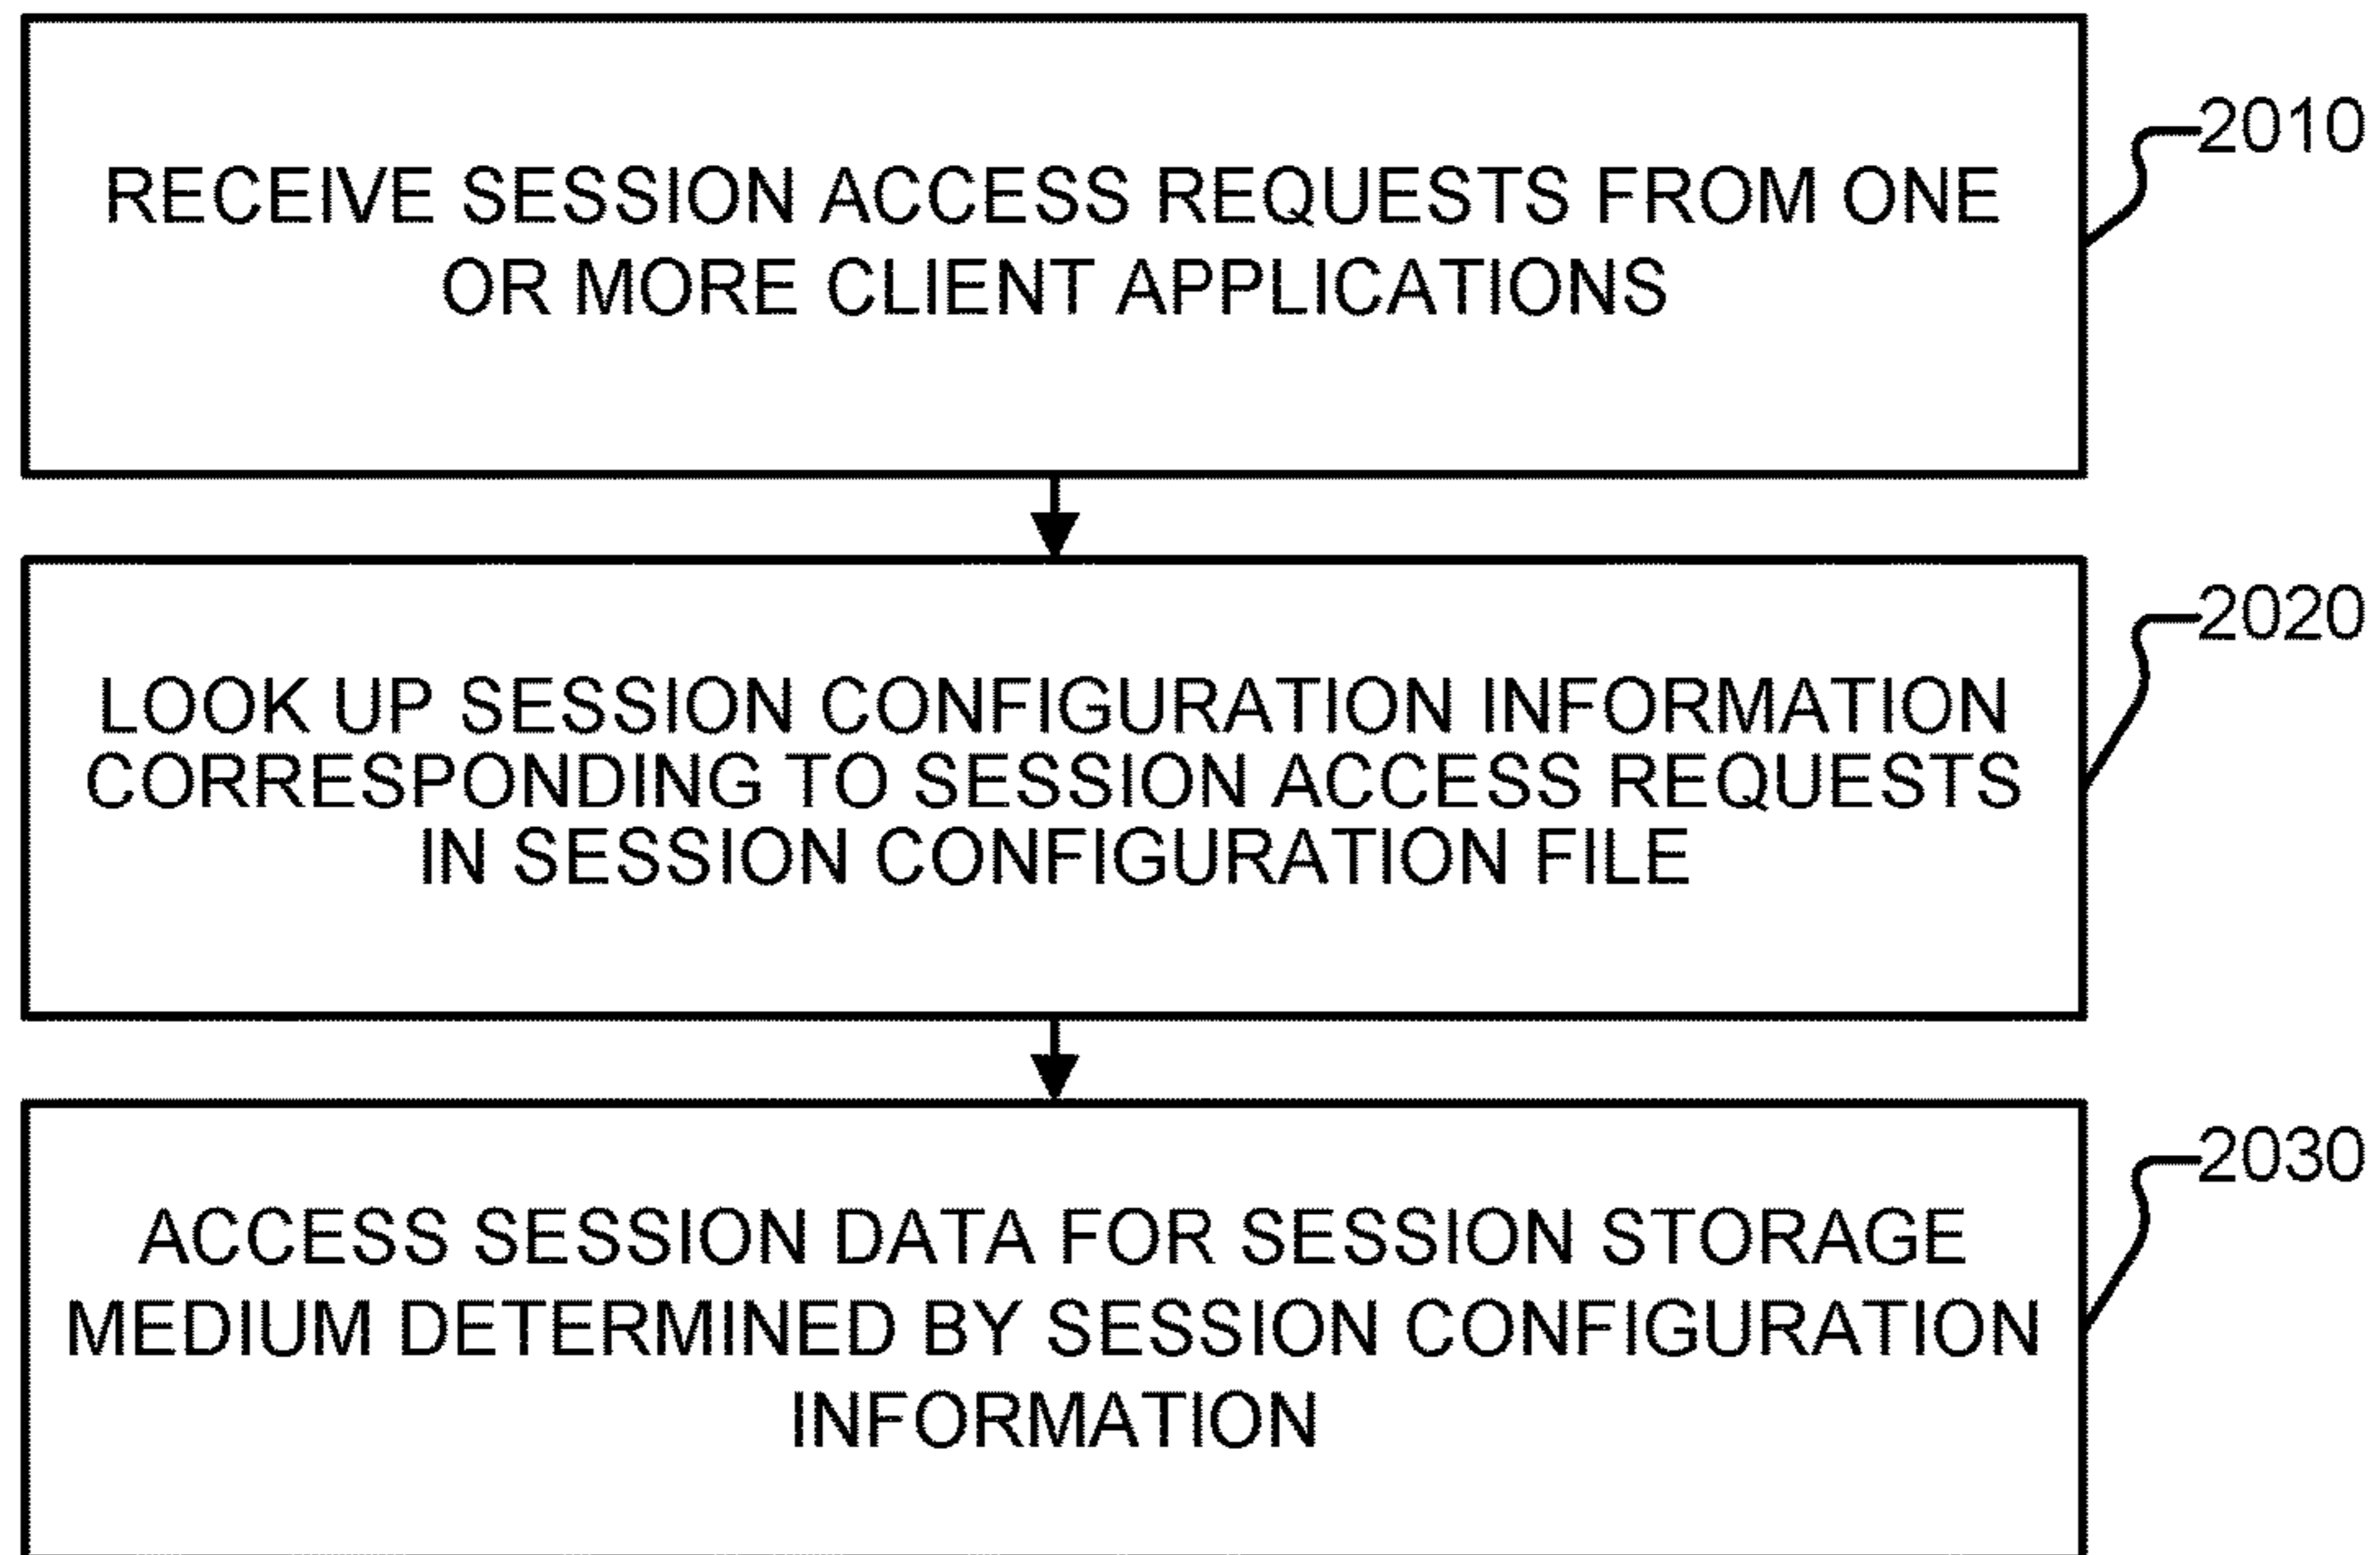 RECEIVE SESSION ACCESS REQUESTS FROM ONE
OR MORE CLIENT APPLICATIONS
2010
LOOK UP SESSION CONFIGURATION INFORMATION
CORRESPONDING TO SESSION ACCESS REQUESTS
IN SESSION CONFIGURATION FILE
2020
ACCESS SESSION DATA FOR SESSION STORAGE
MEDIUM DETERMINED BY SESSION CONFIGURATION
INFORMATION
2030